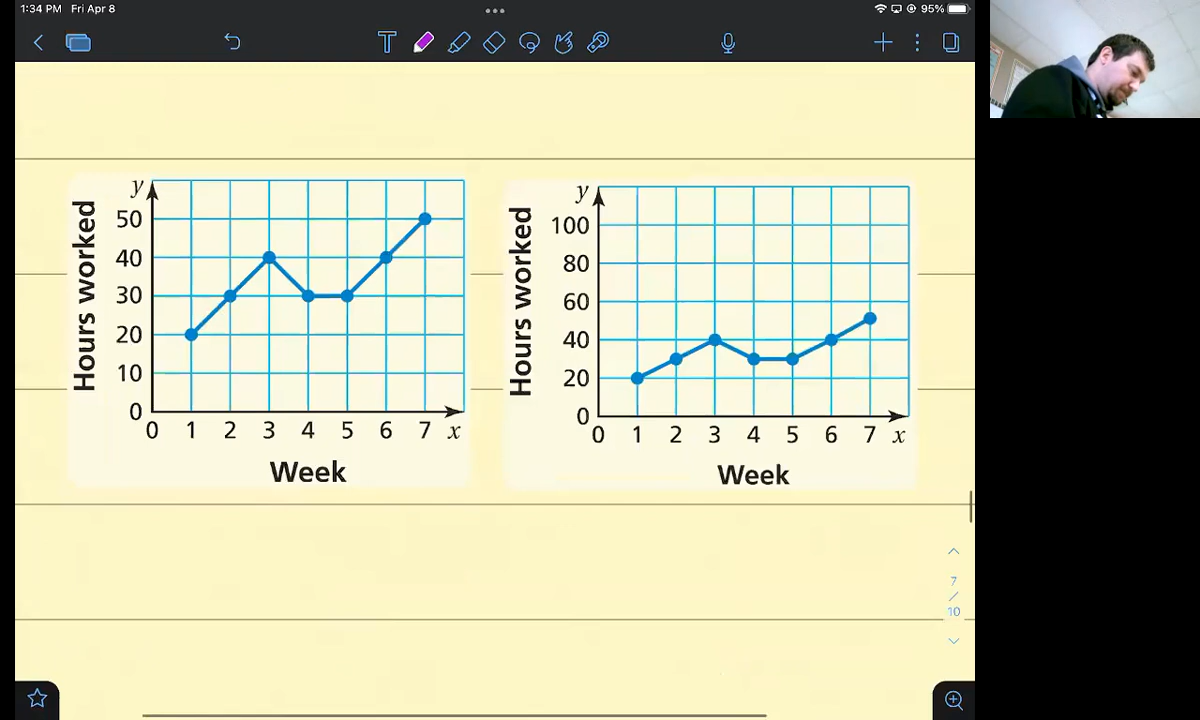 1:34 PM Fri Apr 8
95%
T
y
50
40
30
20
10
0
0 1 2 3 4 5 6 7 x
Hours worked
Week
y
100
80
60
40
20
0
0 1 2 3 4 5 6 7 x
Hours worked
Week
7
/
10